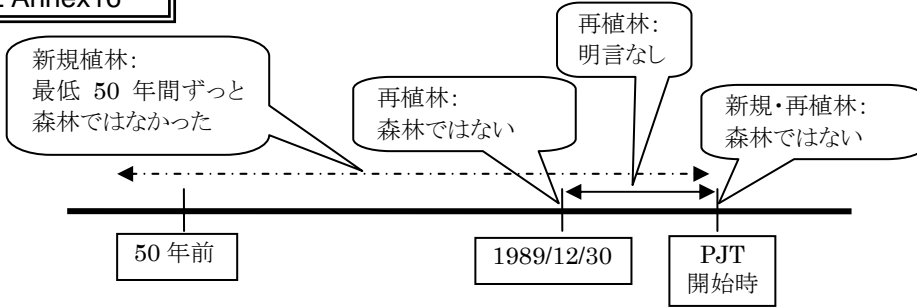 Annex16
新規植林:
最低 50 年間ずっと
森林ではなかった
再植林:
森林ではない
再植林:
明言なし
新規・再植林:
森林ではない
50 年前
1989/12/30
PJT
開始時